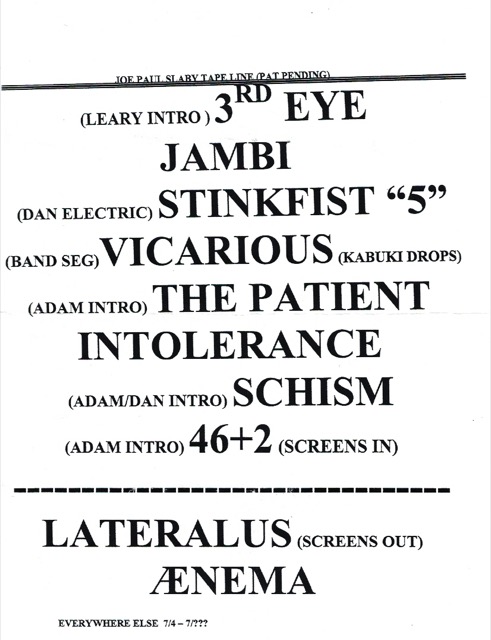 JOE PAUL SLABY TAPE LINE (PAT PENDING)
(LEARY INTRO ) 3RD EYE
JAMBI
(DAN ELECTRIC) STINKFIST “5”
(BAND SEG) VICARIOUS (KABUKI DROPS)
(ADAM INTRO) THE PATIENT
INTOLERANCE
(ADAM/DAN INTRO) SCHISM
(ADAM INTRO) 46+2 (SCREENS IN)
LATERALUS (SCREENS OUT)
ÆNEMA
EVERYWHERE ELSE 7/4 – 7/???